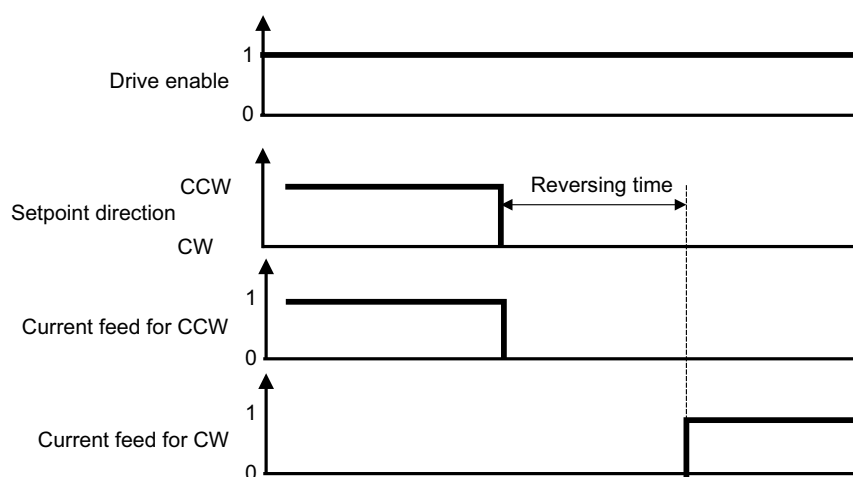 1
Drive enable
0
CCW
Reversing time
Setpoint direction
CW
1
Current feed for CCW
0
1
Current feed for CW
0